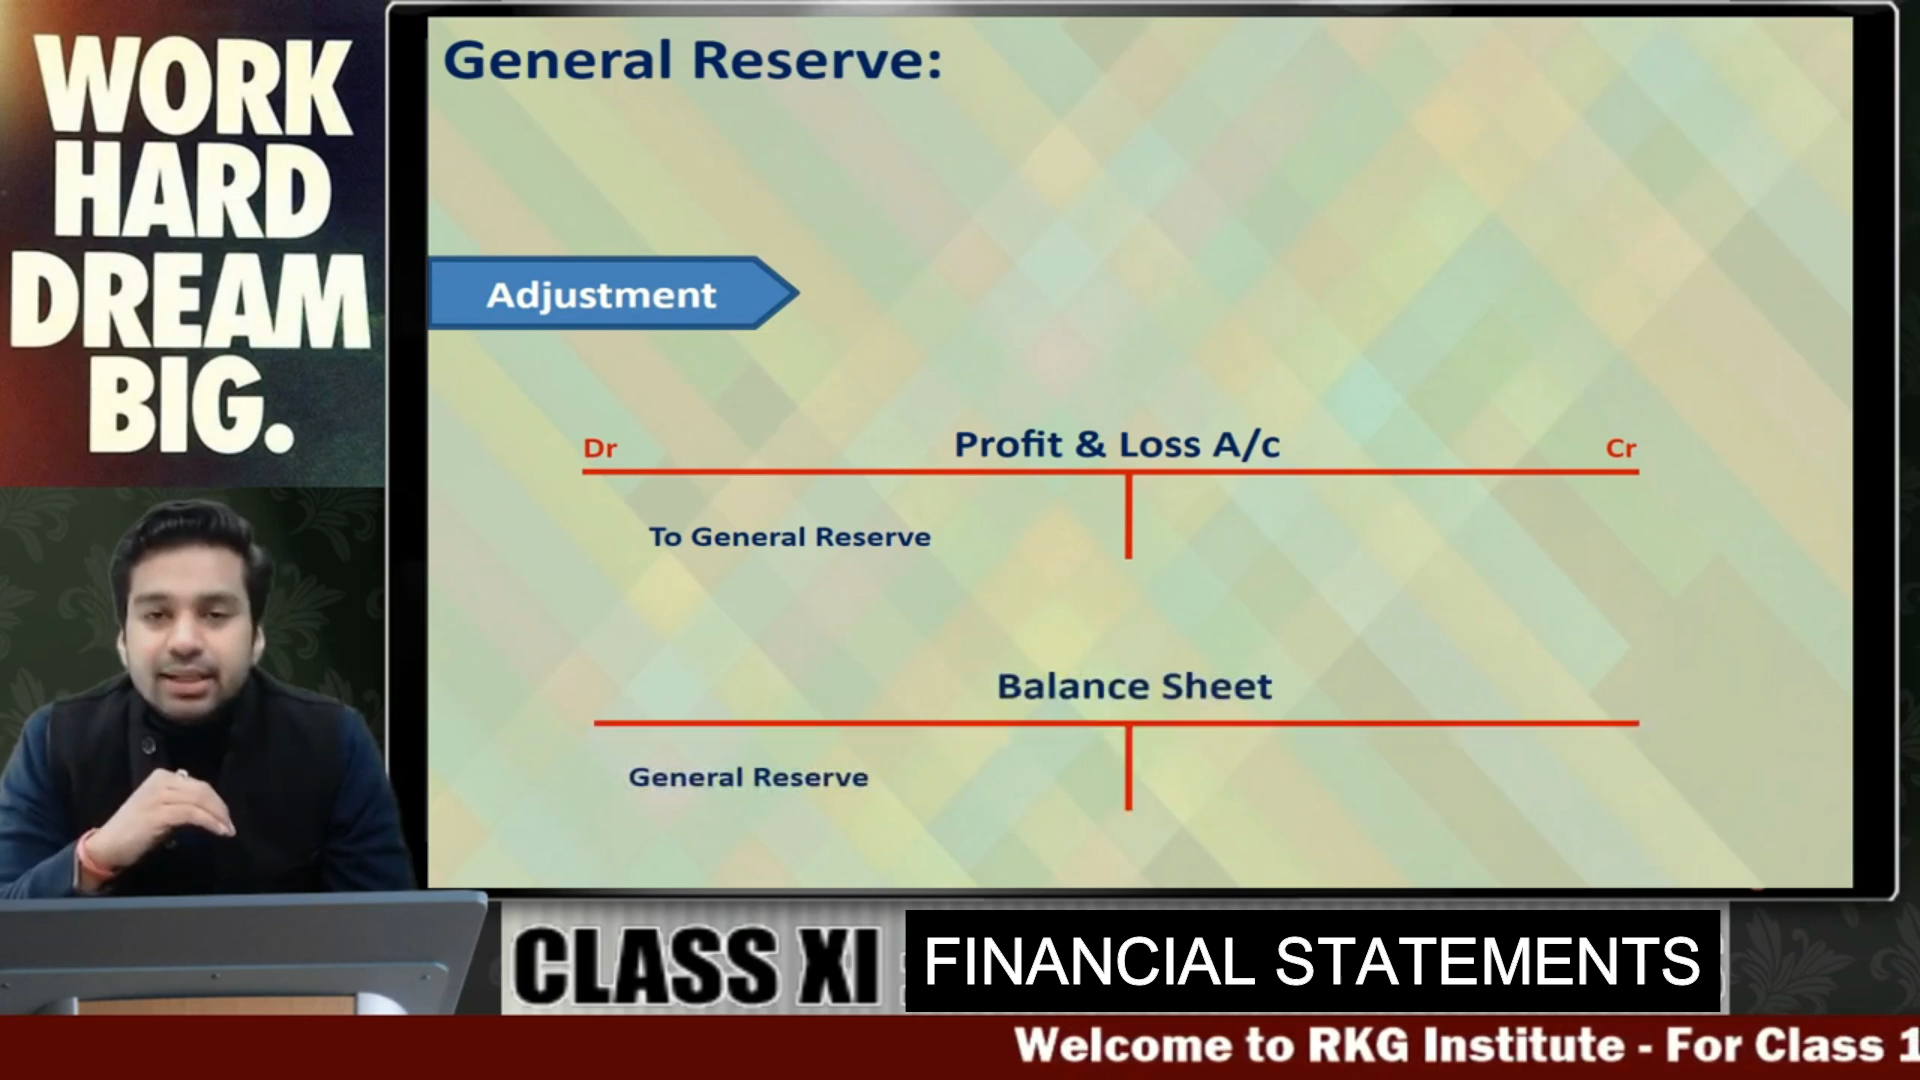 WORK
HARD
DREAM
BIG.
General Reserve:
Adjustment
Dr Profit & Loss A/c Cr
To General Reserve
Balance Sheet
General Reserve
CLASS XI FINANCIAL STATEMENTS
Welcome to RKG Institute - For Class 1